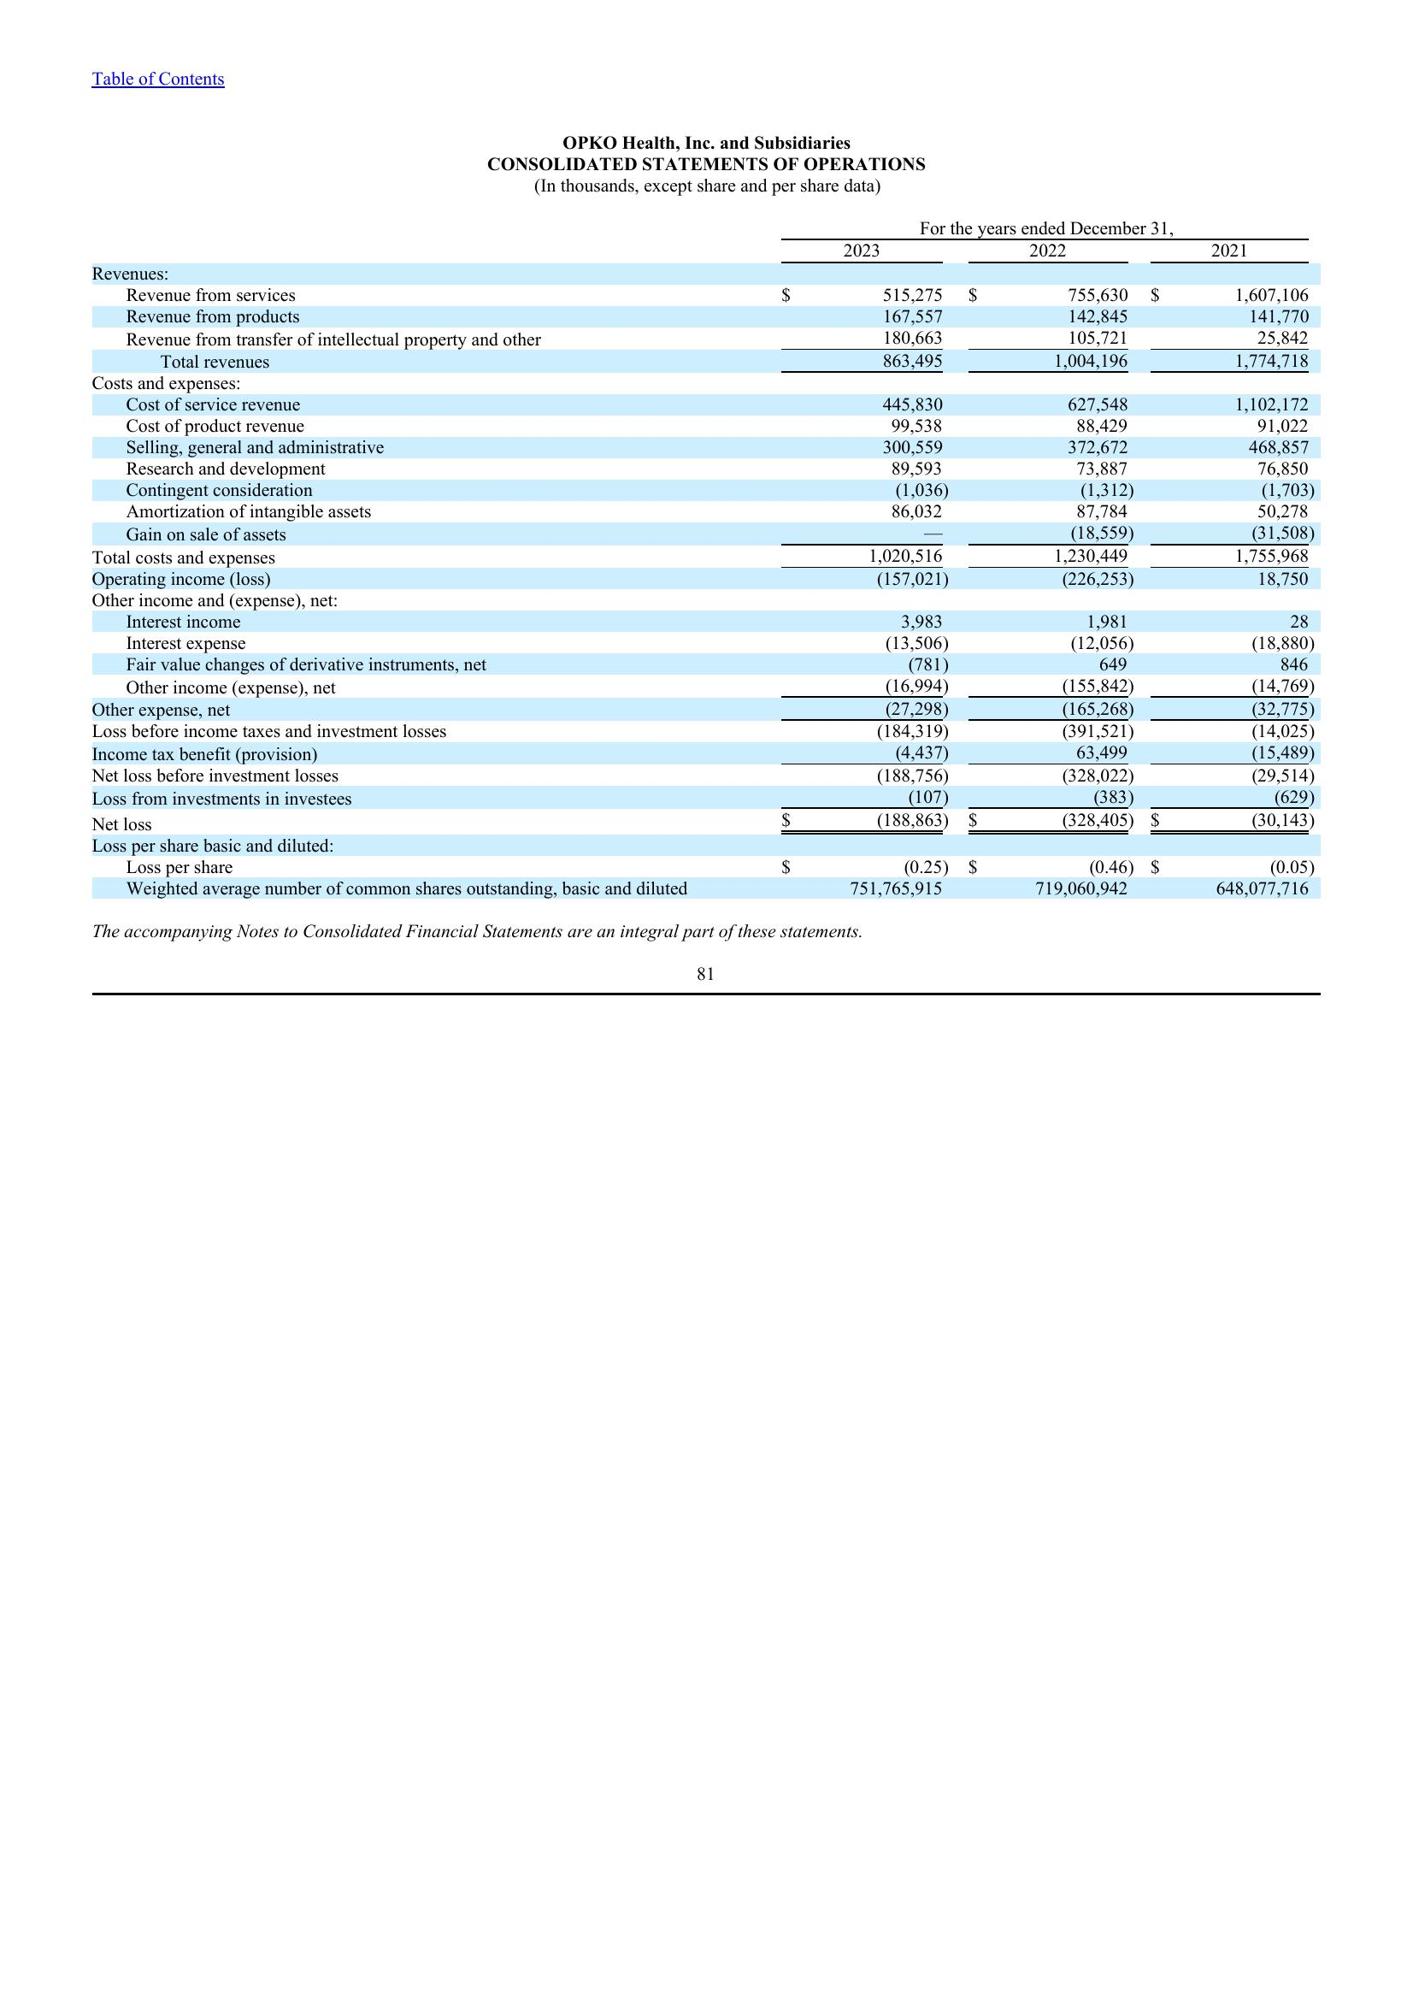 Table of Contents
OPKO Health, Inc. and Subsidiaries
CONSOLIDATED STATEMENTS OF OPERATIONS
(In thousands, except share and per share data)
For the years ended December 31,
2023 2022 2021
Revenues:
Revenue from services $ 515,275 $ 755,630 $ 1,607,106
Revenue from products 167,557 142,845 141,770
Revenue from transfer of intellectual property and other 180,663 105,721 25,842
Total revenues 863,495 1,004,196 1,774,718
Costs and expenses:
Cost of service revenue 445,830 627,548 1,102,172
Cost of product revenue 99,538 88,429 91,022
Selling, general and administrative 300,559 372,672 468,857
Research and development 89,593 73,887 76,850
Contingent consideration (1,036) (1,312) (1,703)
Amortization of intangible assets 86,032 87,784 50,278
Gain on sale of assets — (18,559) (31,508)
Total costs and expenses 1,020,516 1,230,449 1,755,968
Operating income (loss) (157,021) (226,253) 18,750
Other income and (expense), net:
Interest income 3,983 1,981 28
Interest expense (13,506) (12,056) (18,880)
Fair value changes of derivative instruments, net (781) 649 846
Other income (expense), net (16,994) (155,842) (14,769)
Other expense, net (27,298) (165,268) (32,775)
Loss before income taxes and investment losses (184,319) (391,521) (14,025)
Income tax benefit (provision) (4,437) 63,499 (15,489)
Net loss before investment losses (188,756) (328,022) (29,514)
Loss from investments in investees (107) (383) (629)
Net loss $ (188,863) $ (328,405) $ (30,143)
Loss per share basic and diluted:
Loss per share $ (0.25) $ (0.46) $ (0.05)
Weighted average number of common shares outstanding, basic and diluted 751,765,915 719,060,942 648,077,716
The accompanying Notes to Consolidated Financial Statements are an integral part of these statements.
81